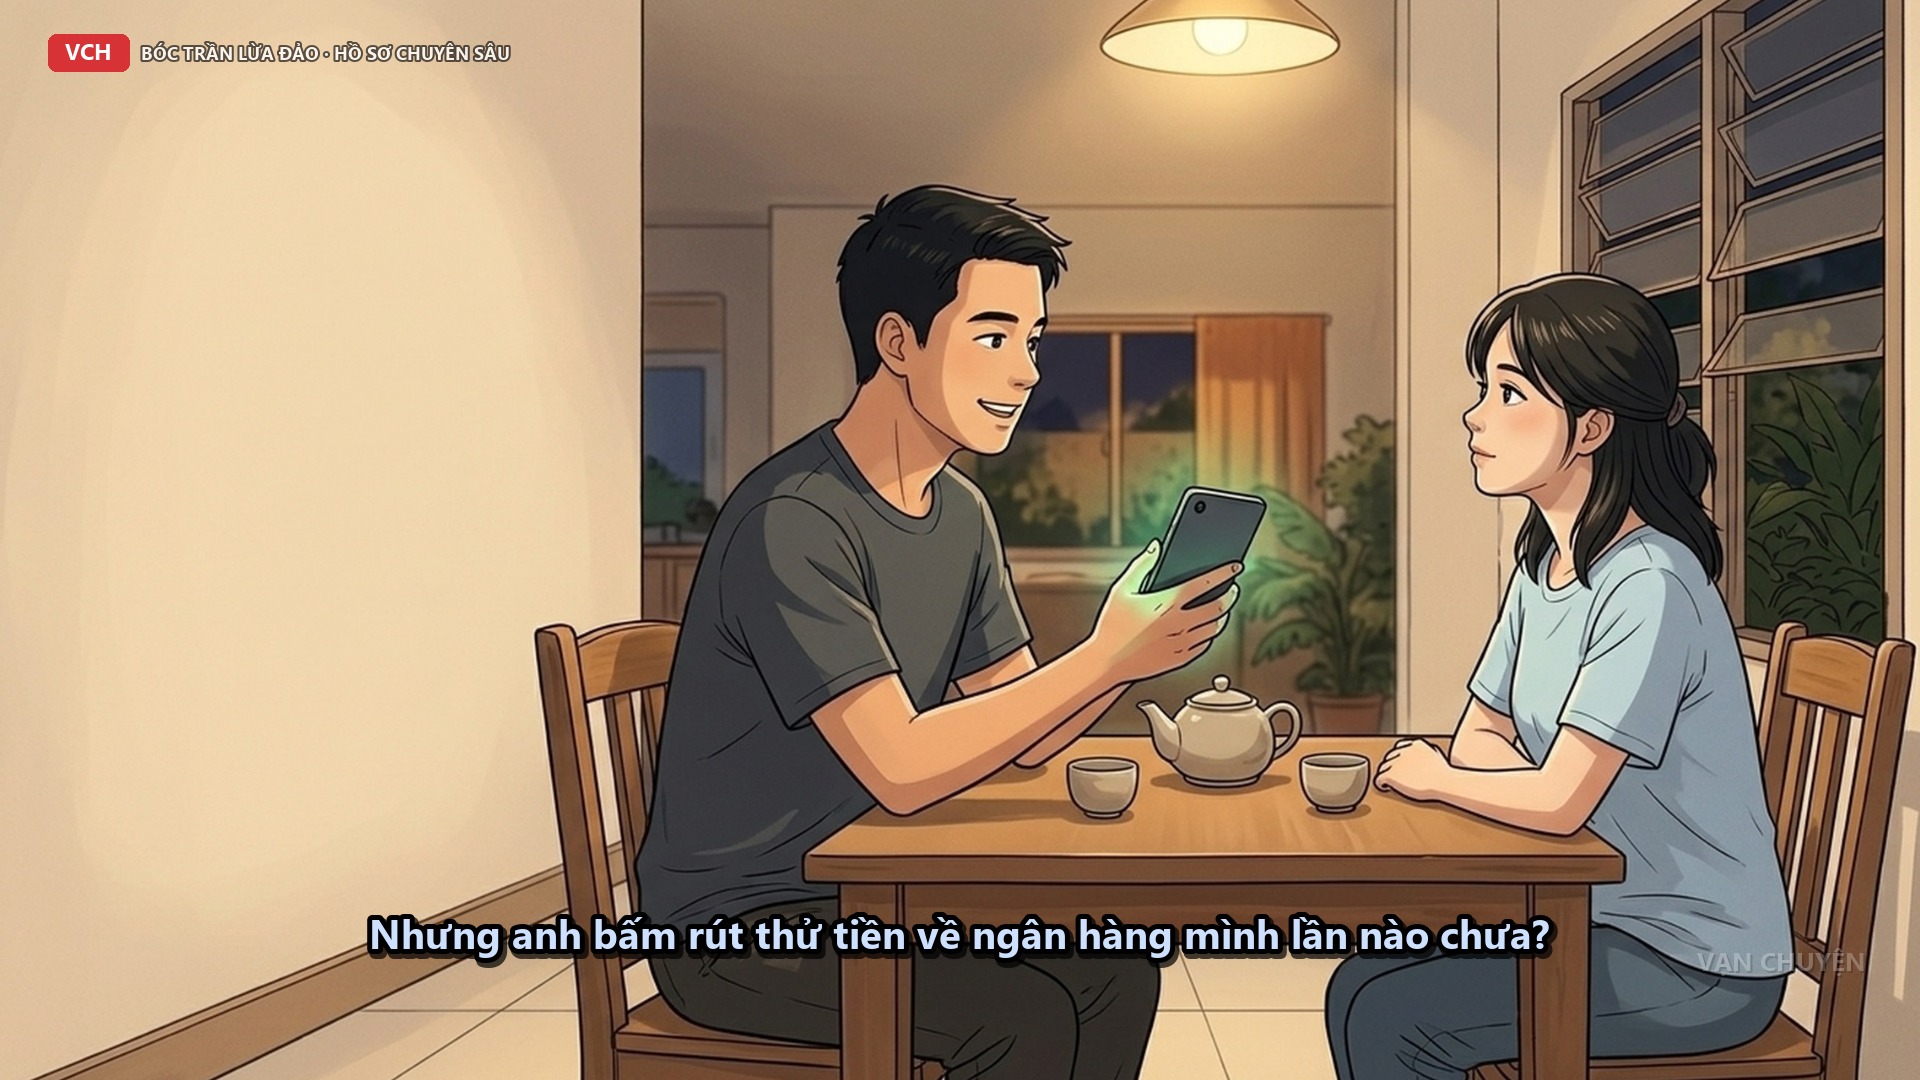 VCH BÓC TRẦN LỪA ĐẢO · HỒ SƠ CHUYÊN SÂU
Nhưng anh bấm rút thử tiền về ngân hàng mình lần nào chưa?
VẠN CHUYỆN